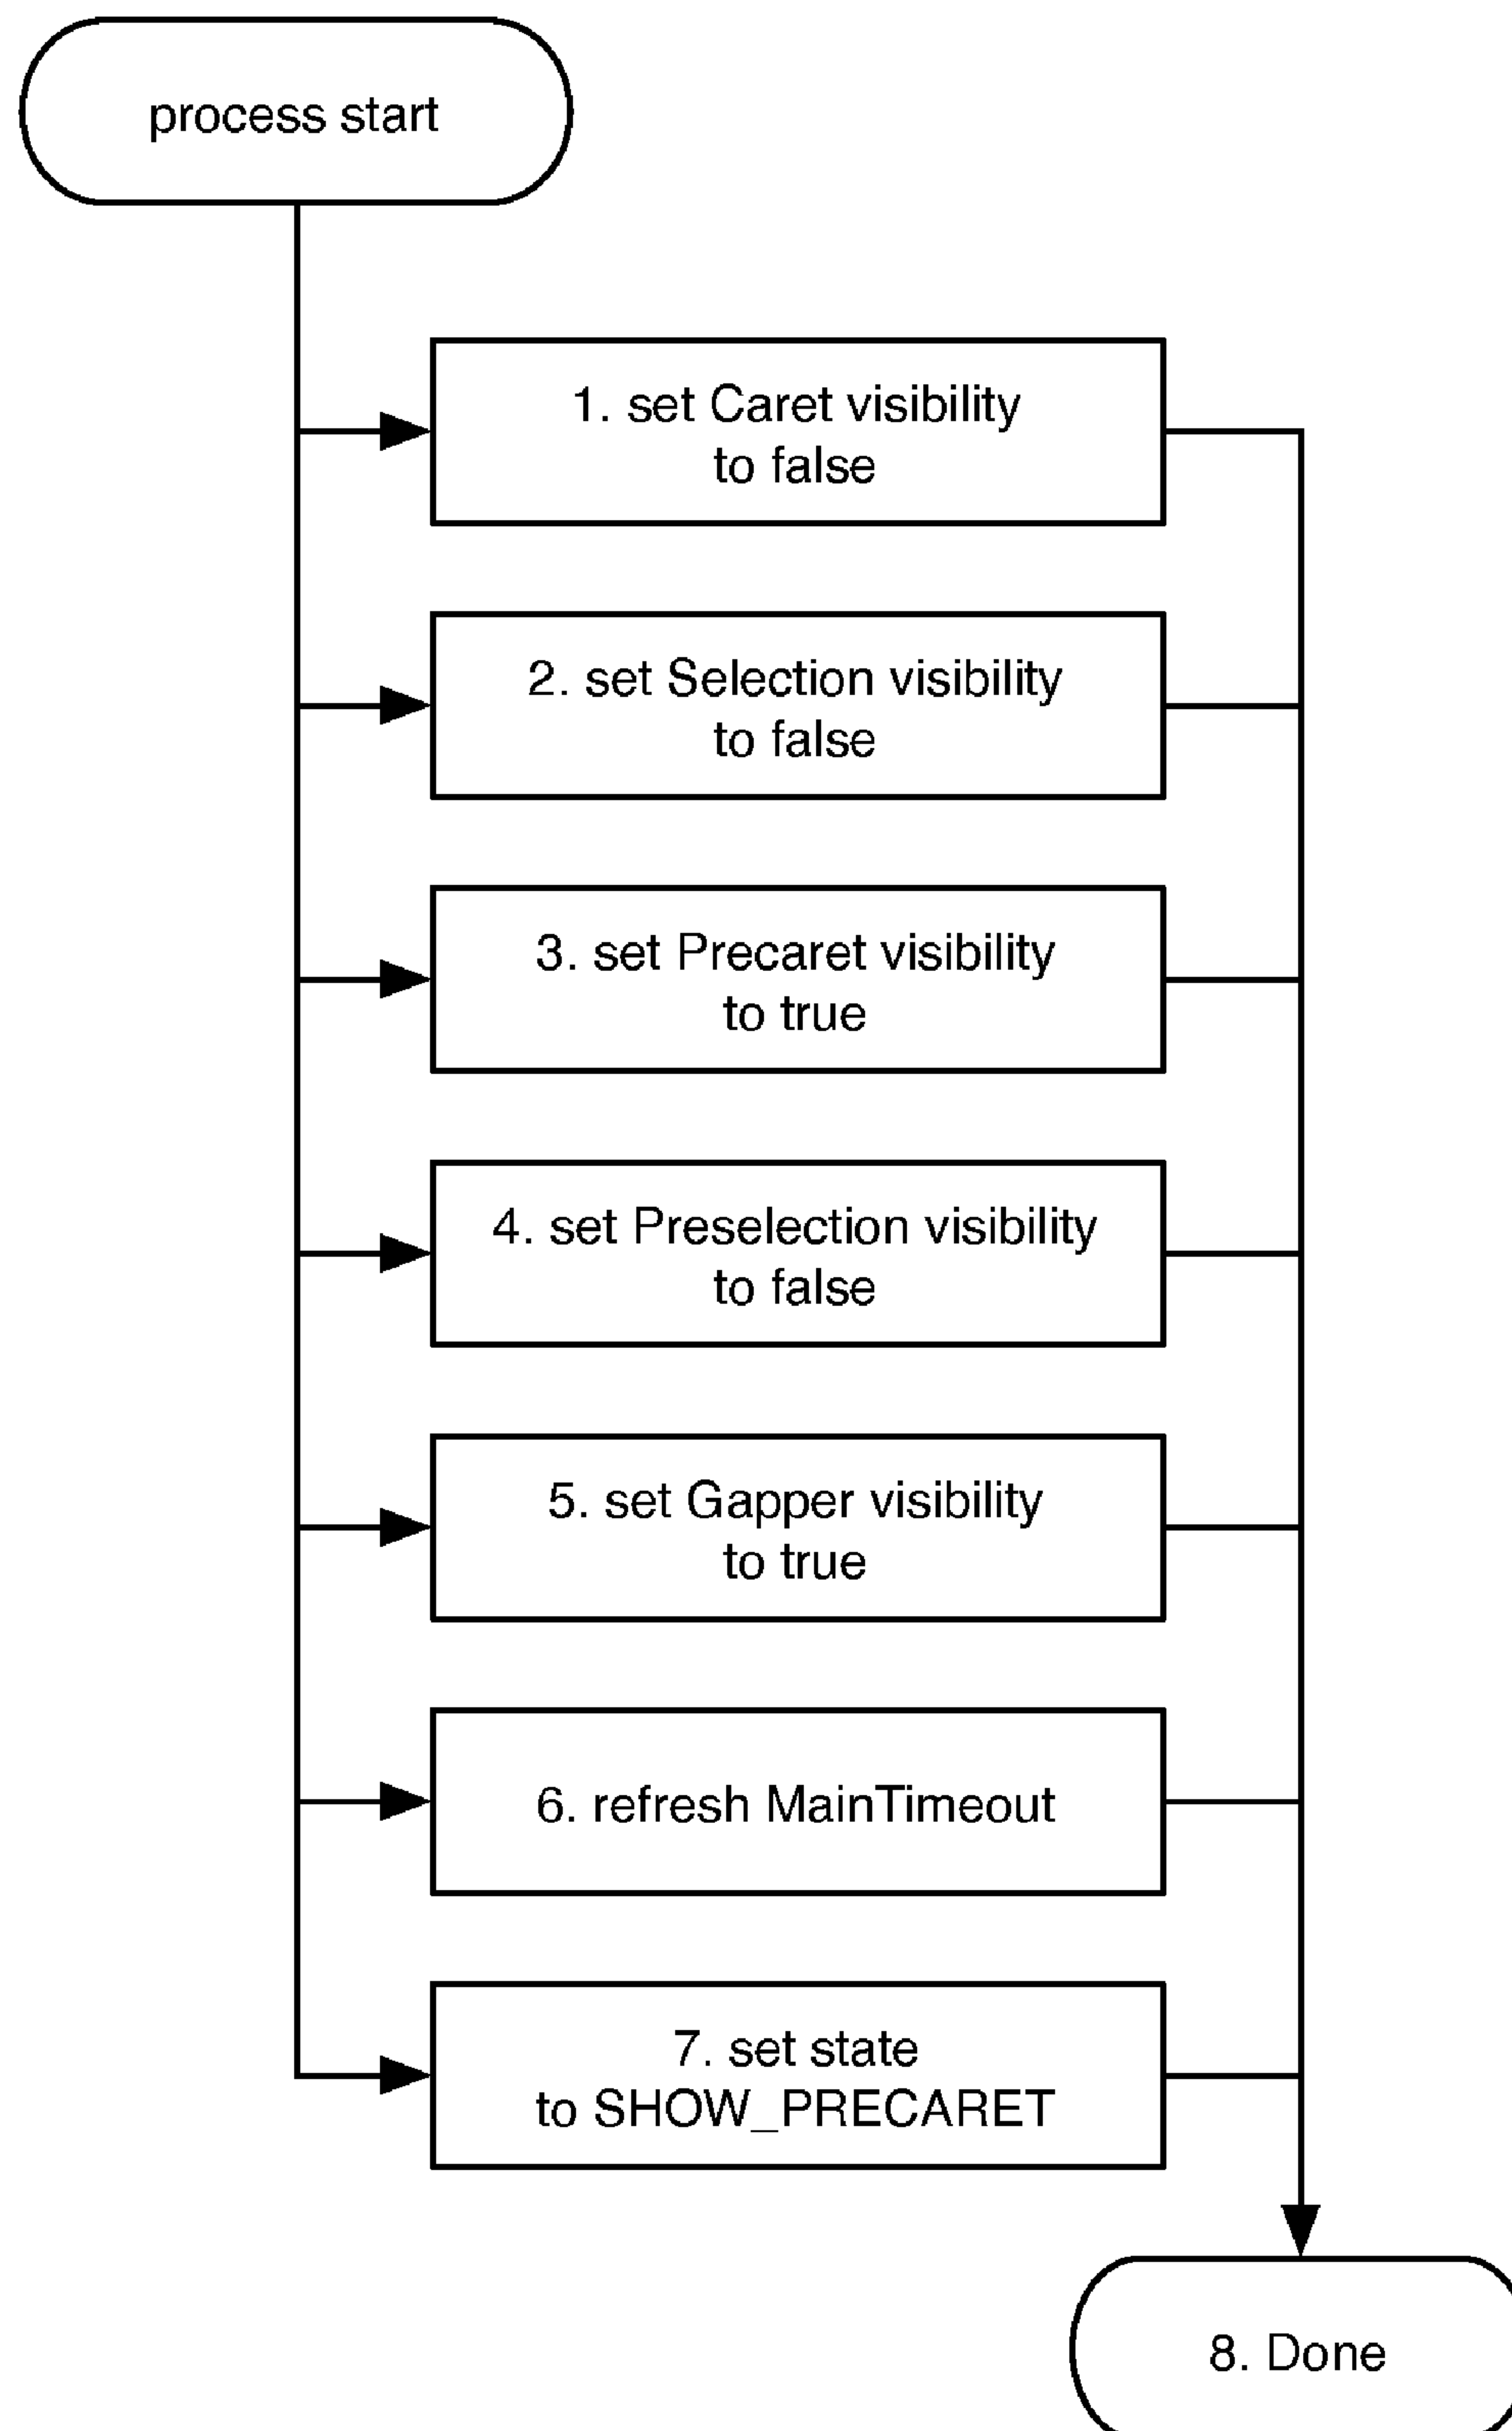 process start
1. set Caret visibility
to false
2. set Selection visibility
to false
3. set Precaret visibility
to true
4. set Preselection visibility
to false
5. set Gapper visibility
to true
6. refresh MainTimeout
7. set state
to SHOW_PRECARET
8. Done